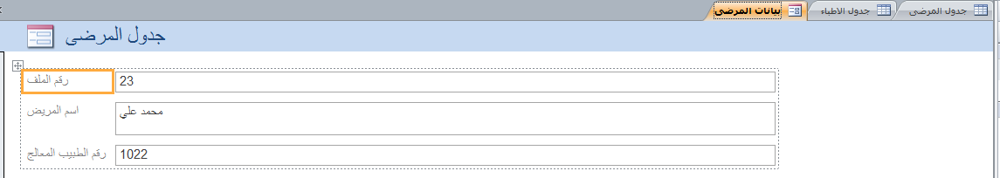 جدول المرضى
جدول الاطباء
بيانات المرضى
جدول المرضى
رقم الملف
23
اسم المريض
محمد علي
رقم الطبيب المعالج
1022